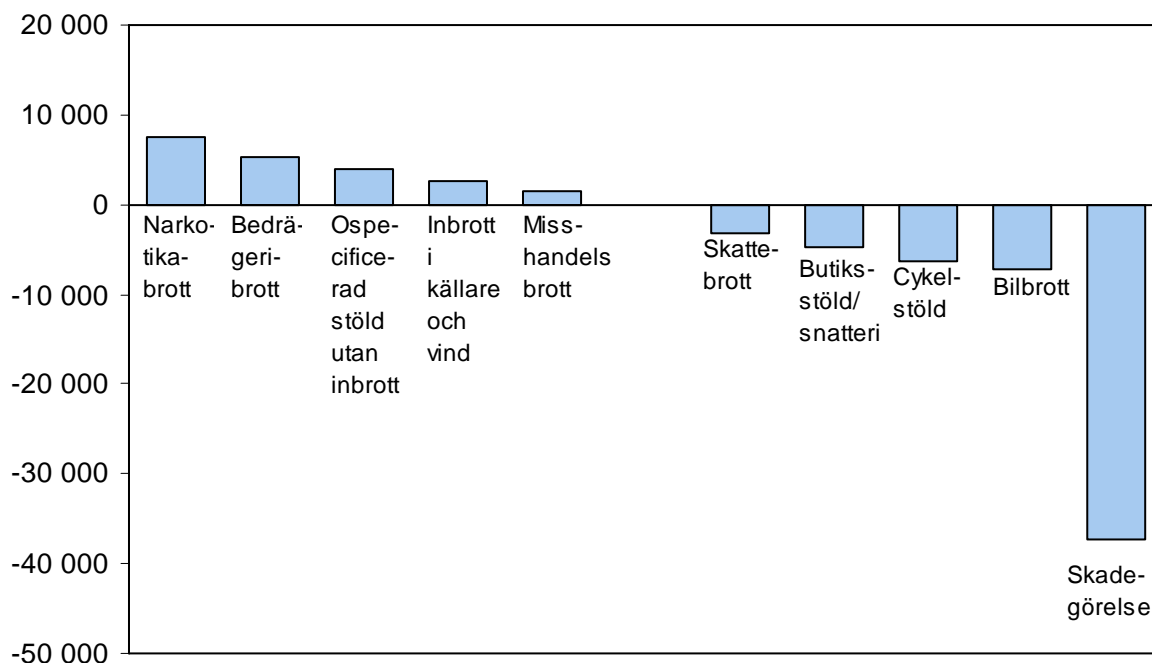 20 000
10 000
0
-10 000
-20 000
-30 000
-40 000
-50 000
Narko-
tika-
brott
Bedrä-
geri-
brott
Ospe-
cifice-
rad
stöld
utan
inbrott
Inbrott
i
källare
och
vind
Miss-
handels
brott
Skatte-
brott
Butiks-
stöld/
snatteri
Cykel-
stöld
Bilbrott
Skade-
görelse